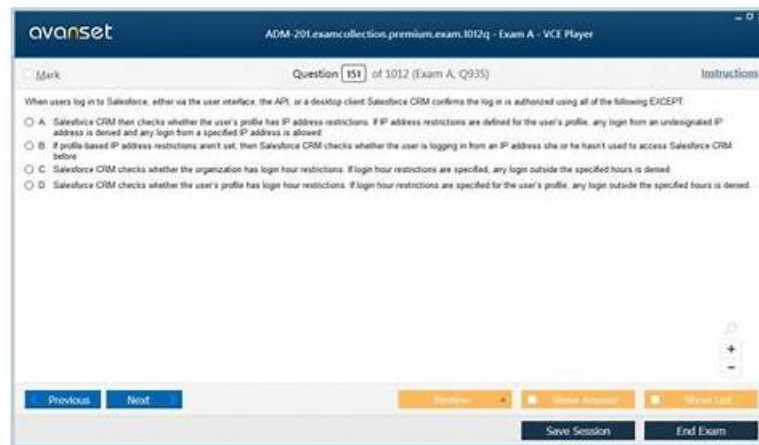 avanset
ADM-201.examcollection.premium.exam.1012q - Exam A - VCE Player
Mark
Question 151 of 1012 (Exam A, Q935)
Instructions
When users log in to Salesforce, either via the user interface, the API, or a desktop client Salesforce CRM confirms the log in is authorized using all of the following EXCEPT:
A. Salesforce CRM then checks whether the user's profile has IP address restrictions. If IP address restrictions are defined for the user's profile, any login from an undesignated IP
address is denied and any login from a specified IP address is allowed
B. If profile-based IP address restrictions aren't set, then Salesforce CRM checks whether the user is logging in from an IP address she or he hasn't used to access Salesforce CRM
before
C. Salesforce CRM checks whether the organization has login hour restrictions. If login hour restrictions are specified, any login outside the specified hours is denied
D. Salesforce CRM checks whether the user's profile has login hour restrictions. If login hour restrictions are specified for the user's profile, any login outside the specified hours is denied.
+
-
Previous
Next
Review
Show Answer
Show List
Save Session
End Exam